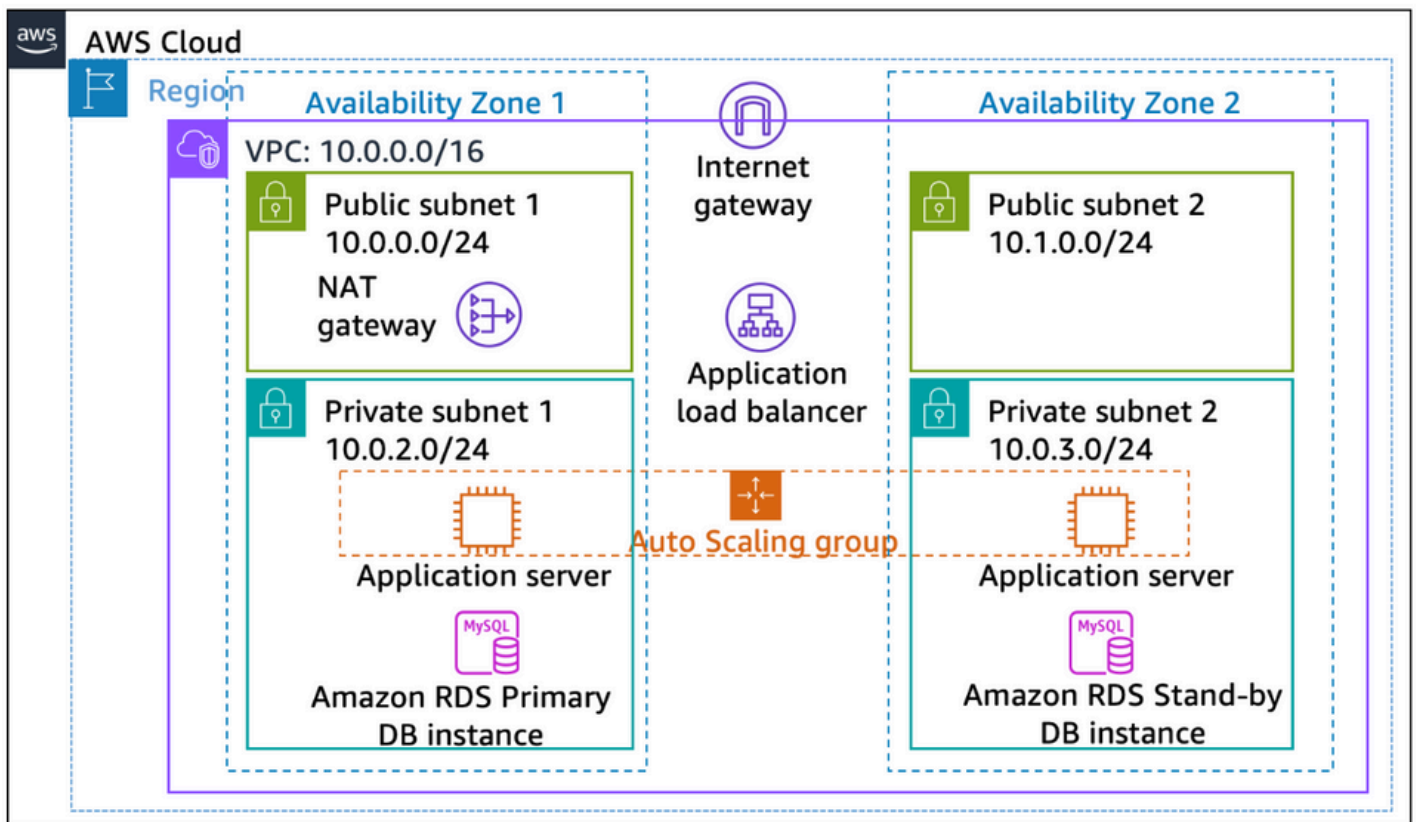 aws
AWS Cloud
Region
Availability Zone 1
Availability Zone 2
VPC: 10.0.0.0/16
Internet
gateway
Public subnet 1
10.0.0.0/24
NAT
gateway
Public subnet 2
10.1.0.0/24
Application
load balancer
Private subnet 1
10.0.2.0/24
Private subnet 2
10.0.3.0/24
Auto Scaling group
Application server
Application server
MySQL
Amazon RDS Primary
DB instance
MySQL
Amazon RDS Stand-by
DB instance